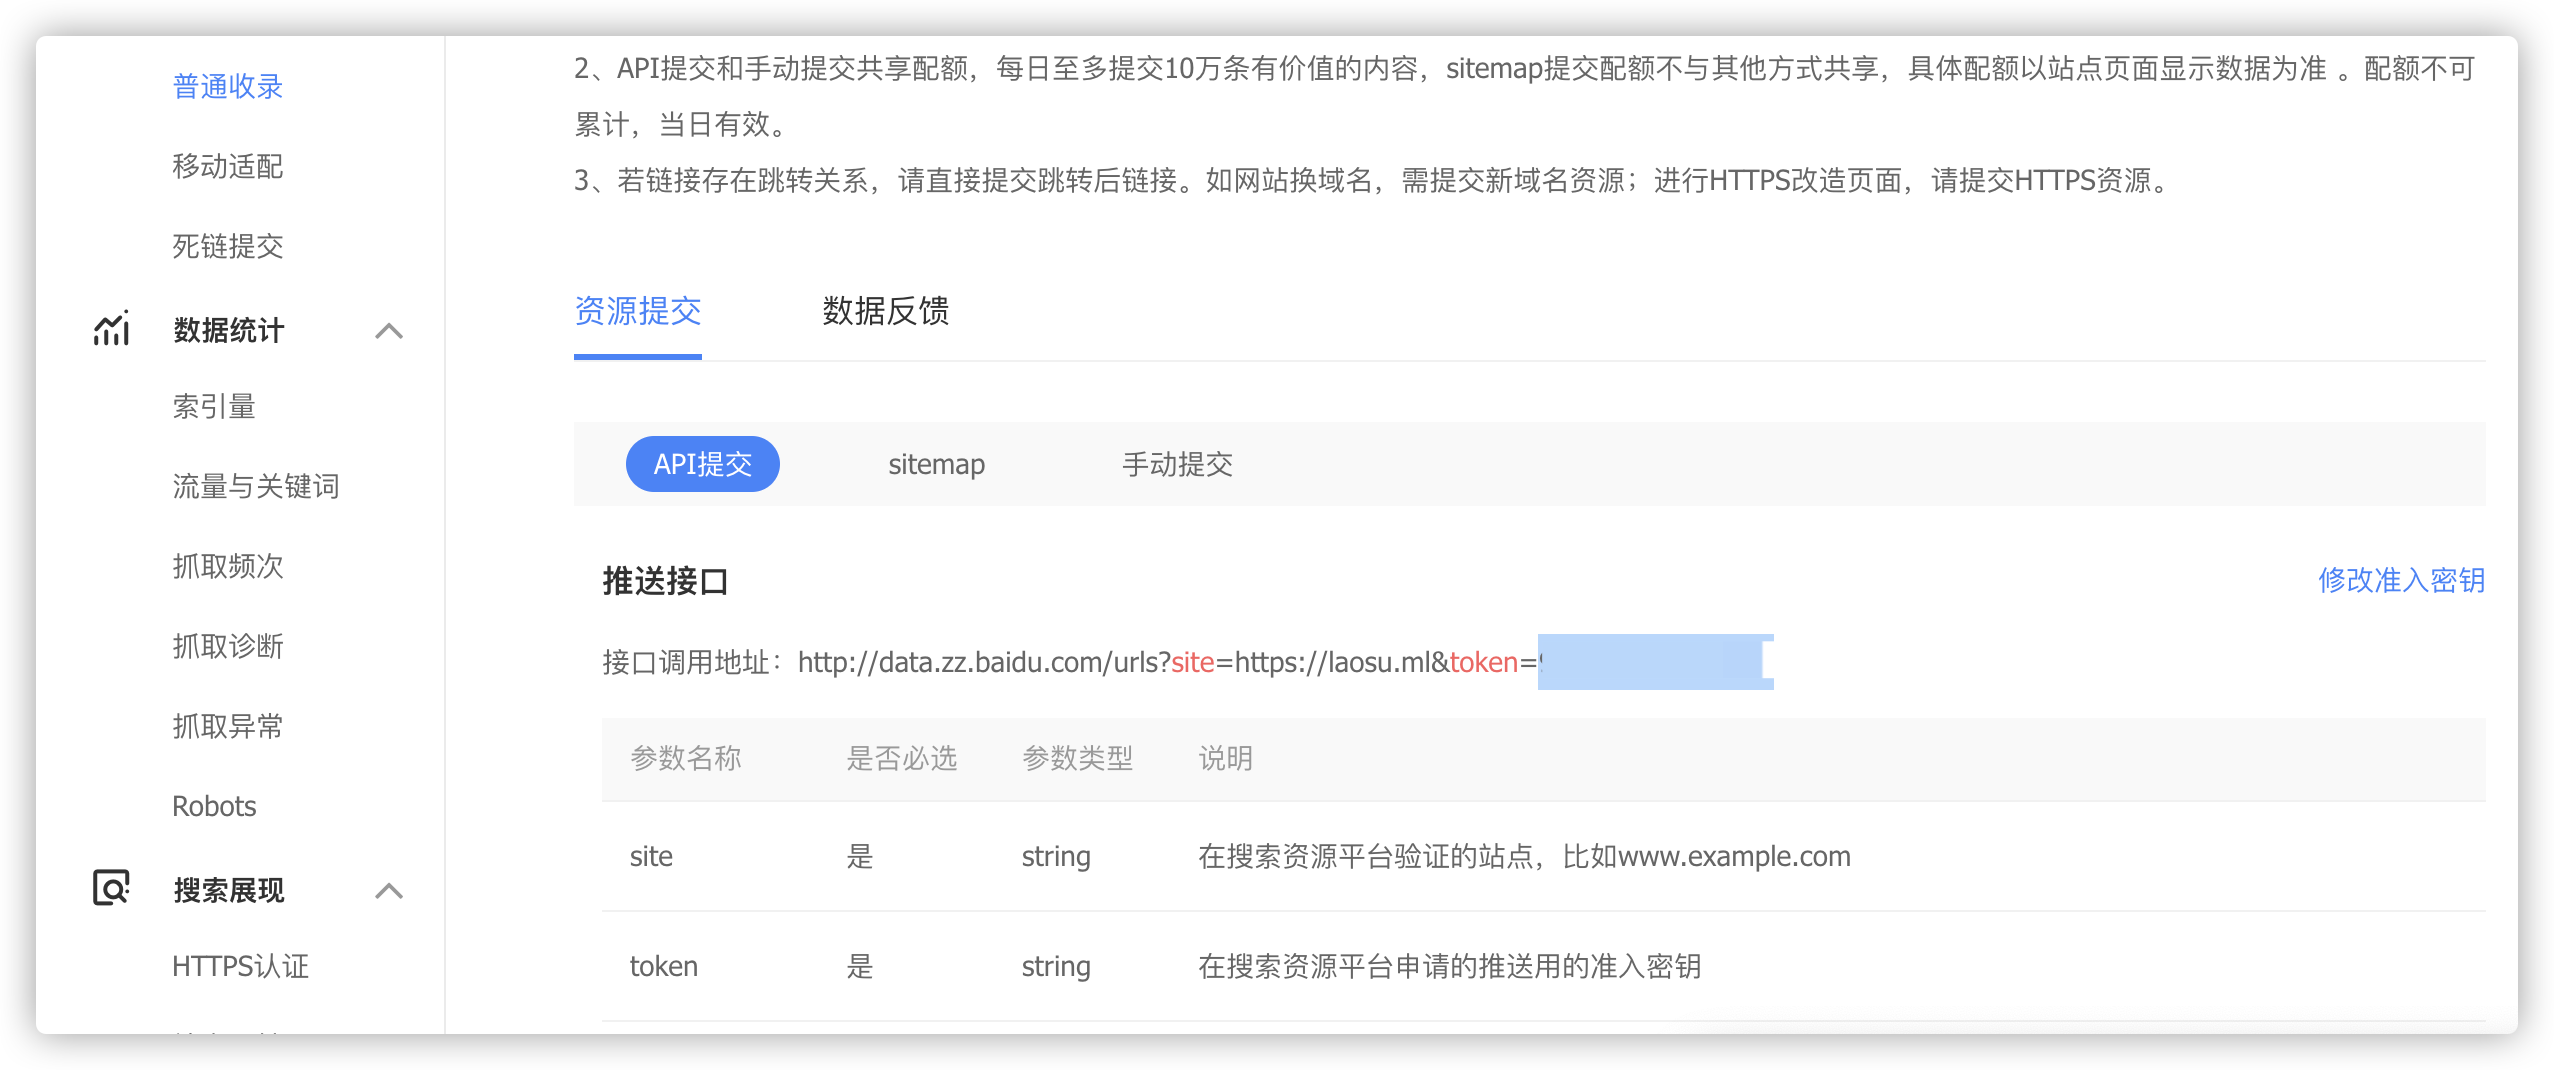 普通收录
移动适配
死链提交
数据统计
索引量
流量与关键词
抓取频次
抓取诊断
抓取异常
Robots
搜索展现
HTTPS认证
2、API提交和手动提交共享配额，每日至多提交10万条有价值的内容，sitemap提交配额不与其他方式共享，具体配额以站点页面显示数据为准 。配额不可
累计，当日有效。
3、若链接存在跳转关系，请直接提交跳转后链接。如网站换域名，需提交新域名资源；进行HTTPS改造页面，请提交HTTPS资源。
资源提交 数据反馈
API提交 sitemap 手动提交
推送接口 修改准入密钥
接口调用地址：http://data.zz.baidu.com/urls?site=https://laosu.ml&token=
参数名称 是否必选 参数类型 说明
site 是 string 在搜索资源平台验证的站点，比如www.example.com
token 是 string 在搜索资源平台申请的推送用的准入密钥